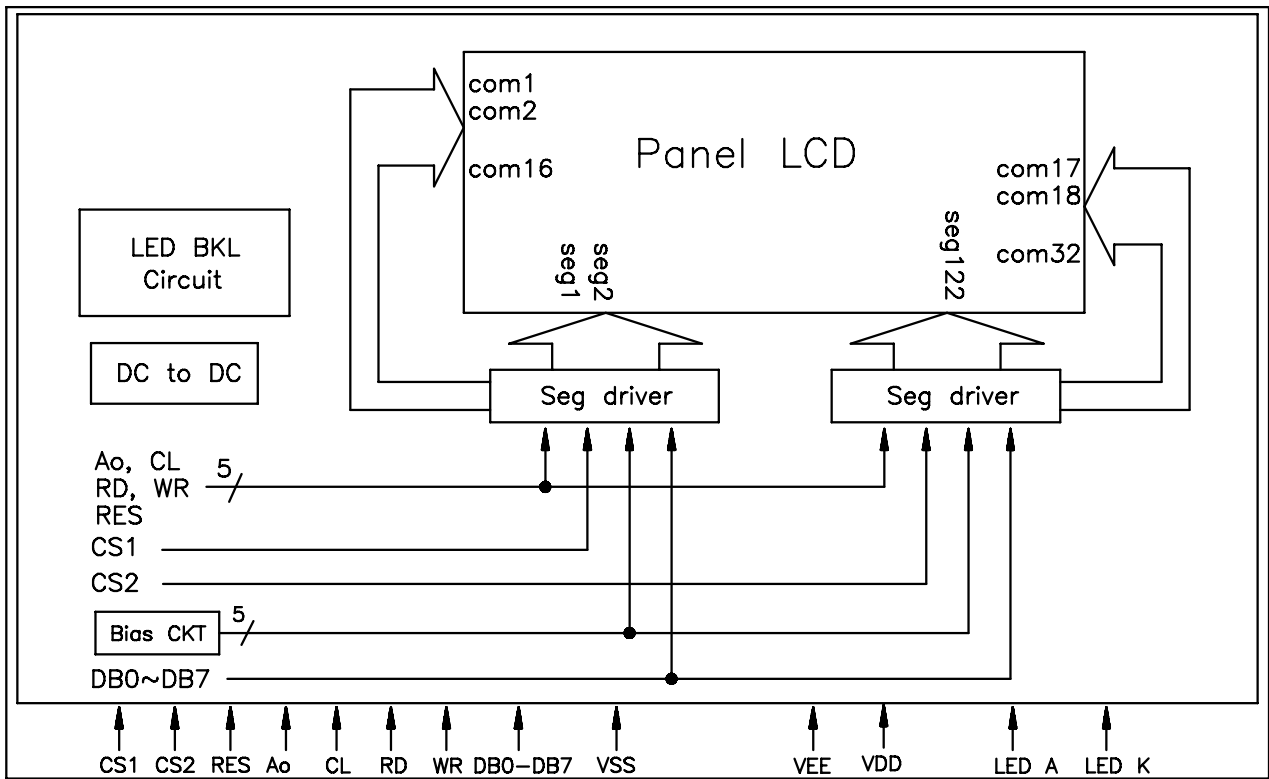 com1
com2
com16
Panel LCD
com17
com18
com32
seg1
seg2
seg122
LED BKL
Circuit
DC to DC
Seg driver
Seg driver
Ao, CL
RD, WR
RES
5
CS1
CS2
Bias CKT
5
DB0~DB7
CS1 CS2 RES Ao CL RD WR DB0-DB7 VSS VEE VDD LED A LED K